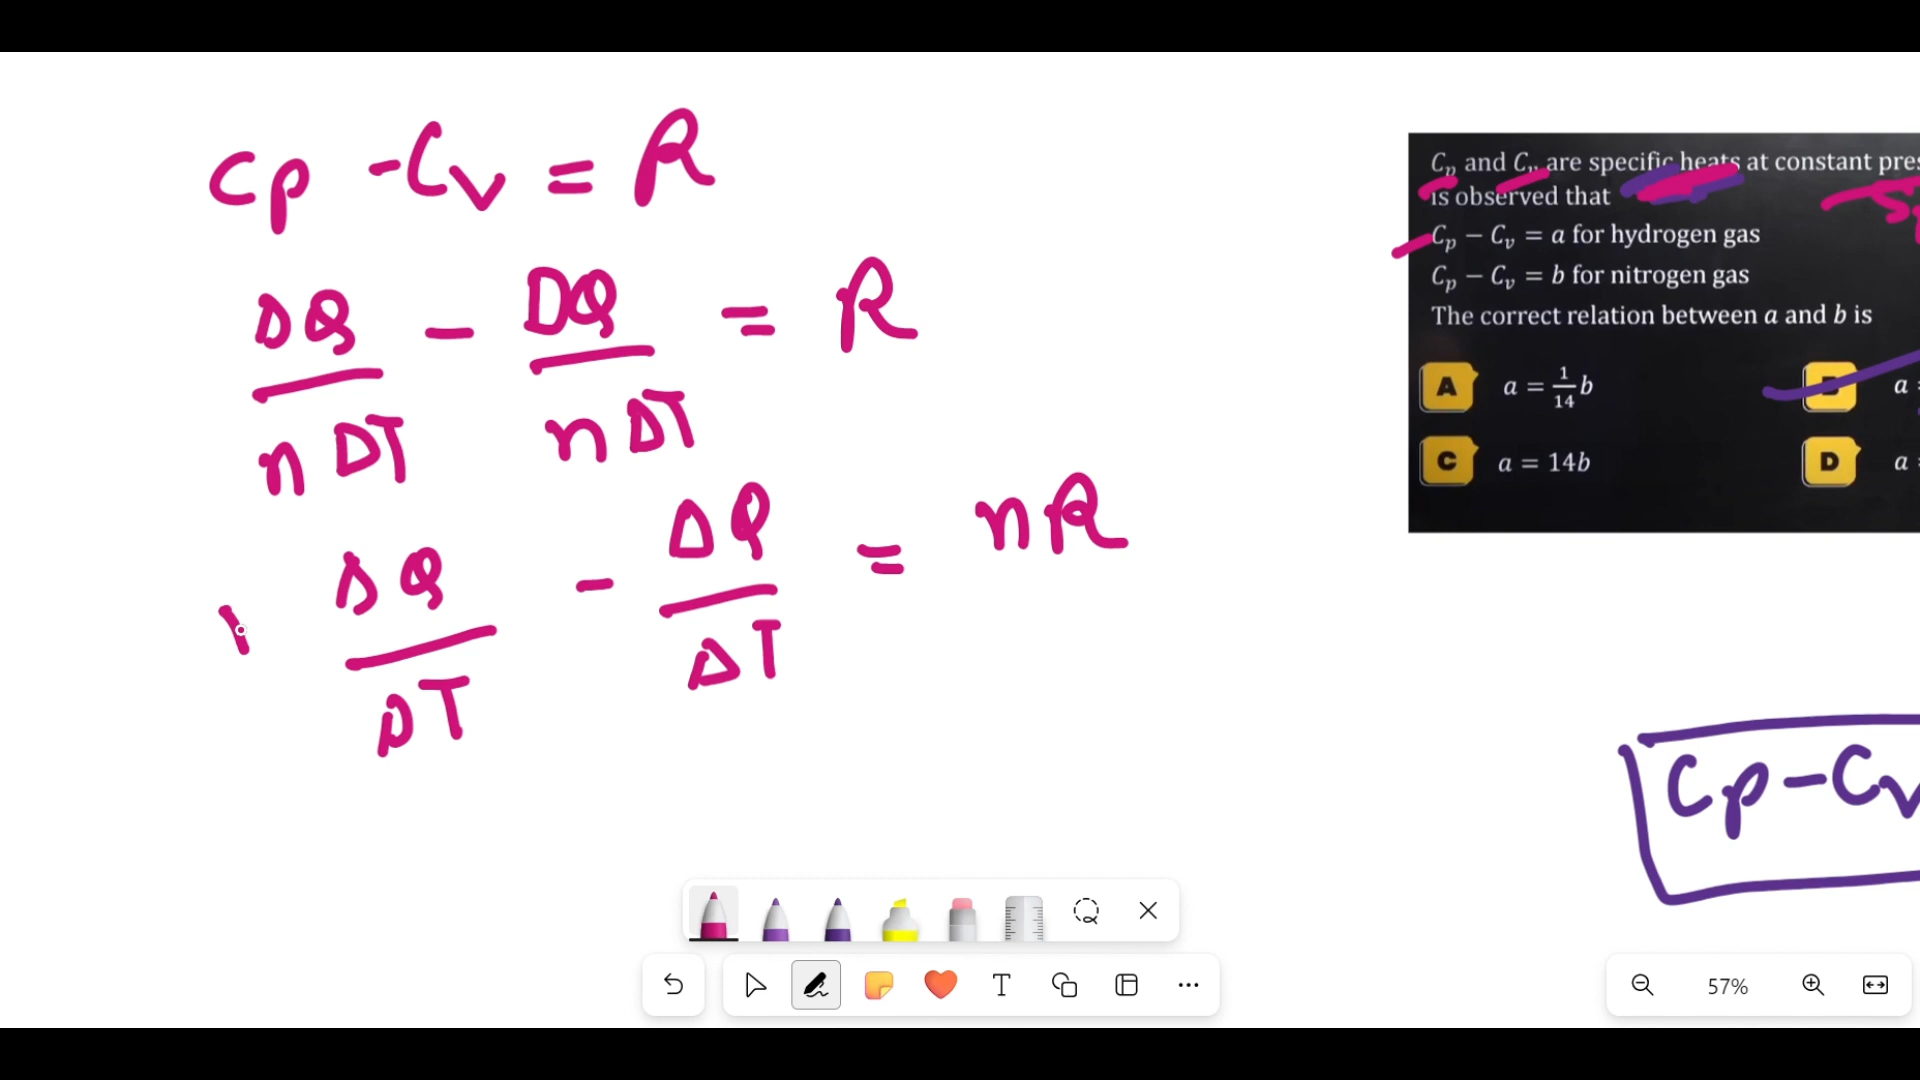 Cp - Cv = R
ΔQ/nΔT - ΔQ/nΔT = R
ΔQ/ΔT - ΔQ/ΔT = nR
Cp and Cv are specific heats at constant pres
is observed that
Cp − Cv = a for hydrogen gas
Cp − Cv = b for nitrogen gas
The correct relation between a and b is
A a = 1/14 b
B a =
C a = 14b
D a =
Cp - Cv
57%